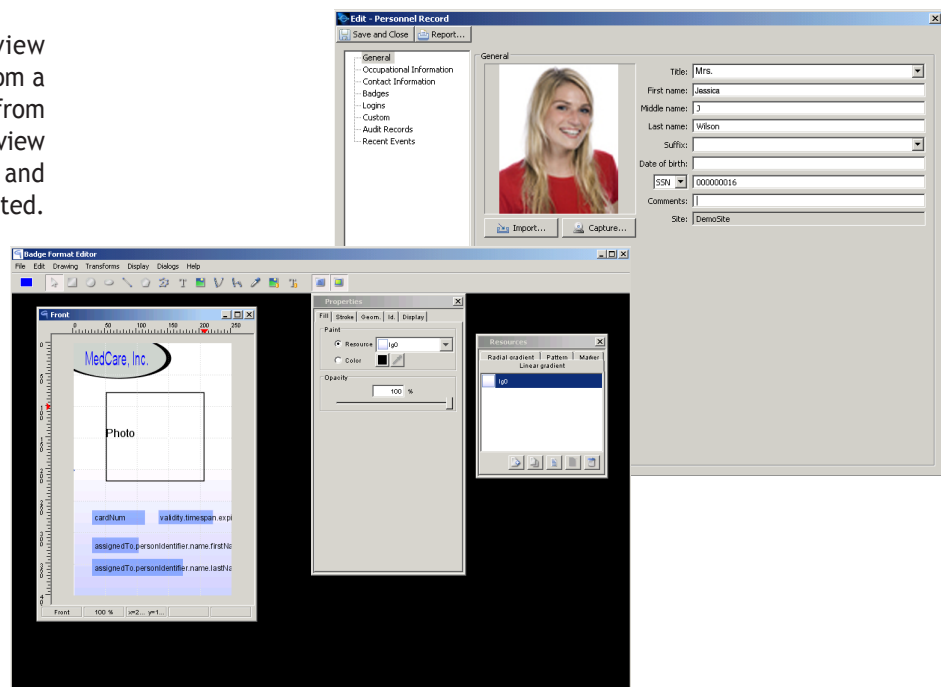 view
om a
from
view
and
ted.
Edit - Personnel Record
Save and Close Report...
General
Occupational Information
Contact Information
Badges
Logins
Custom
Audit Records
Recent Events
General
Title: Mrs.
First name: Jessica
Middle name: J
Last name: Wilson
Suffix:
Date of birth:
SSN 000000016
Comments:
Site: DemoSite
Import... Capture...
Badge Format Editor
File Edit Drawing Transforms Display Dialogs Help
Front
0 50 100 150 200 250
MedCare, Inc.
Photo
cardNum validity.timespan.expi
assignedTo.personIdentifier.name.firstNa
assignedTo.personIdentifier.name.lastNa
Front 100 % x=2... y=1...
Properties
Fill Stroke Geom. Id. Display
Paint
Resource lg0
Color
Opacity
100 %
Resources
Radial gradient Pattern Marker
Linear gradient
lg0